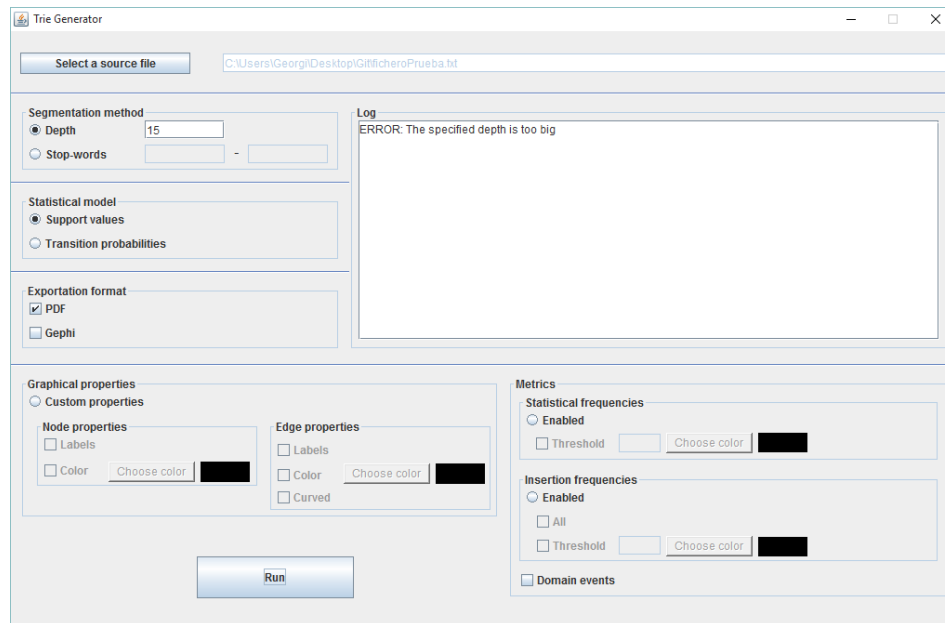 Trie Generator
Select a source file
C:\Users\Georgi\Desktop\Git\ficheroPrueba.txt
Segmentation method
Depth 15
Stop-words -
Log
ERROR: The specified depth is too big
Statistical model
Support values
Transition probabilities
Exportation format
PDF
Gephi
Graphical properties
Custom properties
Node properties
Labels
Color Choose color
Edge properties
Labels
Color Choose color
Curved
Run
Metrics
Statistical frequencies
Enabled
Threshold Choose color
Insertion frequencies
Enabled
All
Threshold Choose color
Domain events